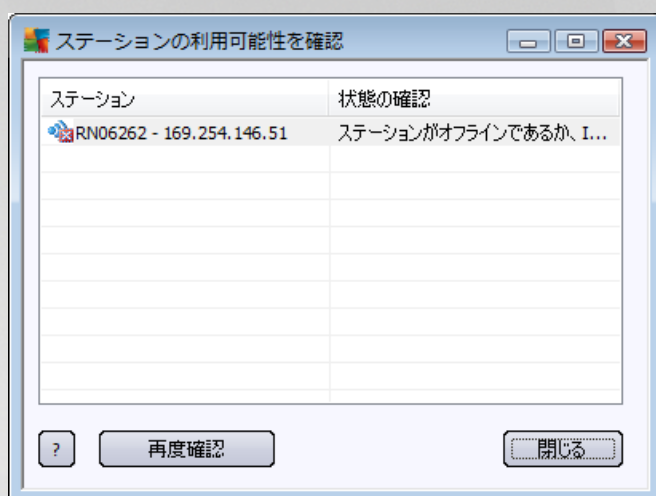 ステーションの利用可能性を確認
ステーション 状態の確認
RN06262 - 169.254.146.51 ステーションがオフラインであるか、I...
? 再度確認 閉じる